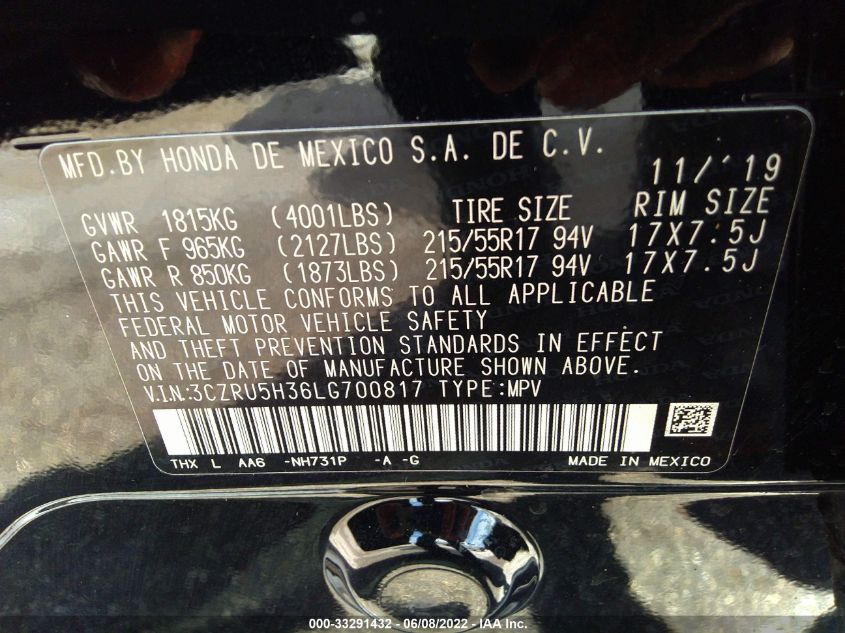 MFD.BY HONDA DE MEXICO S.A. DE C.V.
11/'19
GVWR 1815KG (4001LBS) TIRE SIZE RIM SIZE
GAWR F 965KG (2127LBS) 215/55R17 94V 17X7.5J
GAWR R 850KG (1873LBS) 215/55R17 94V 17X7.5J
THIS VEHICLE CONFORMS TO ALL APPLICABLE
FEDERAL MOTOR VEHICLE SAFETY
AND THEFT PREVENTION STANDARDS IN EFFECT
ON THE DATE OF MANUFACTURE SHOWN ABOVE.
V.I.N:3CZRU5H36LG700817 TYPE:MPV
THX L AA6 -NH731P -A -G MADE IN MEXICO
000-33291432 - 06/08/2022 - IAA Inc.